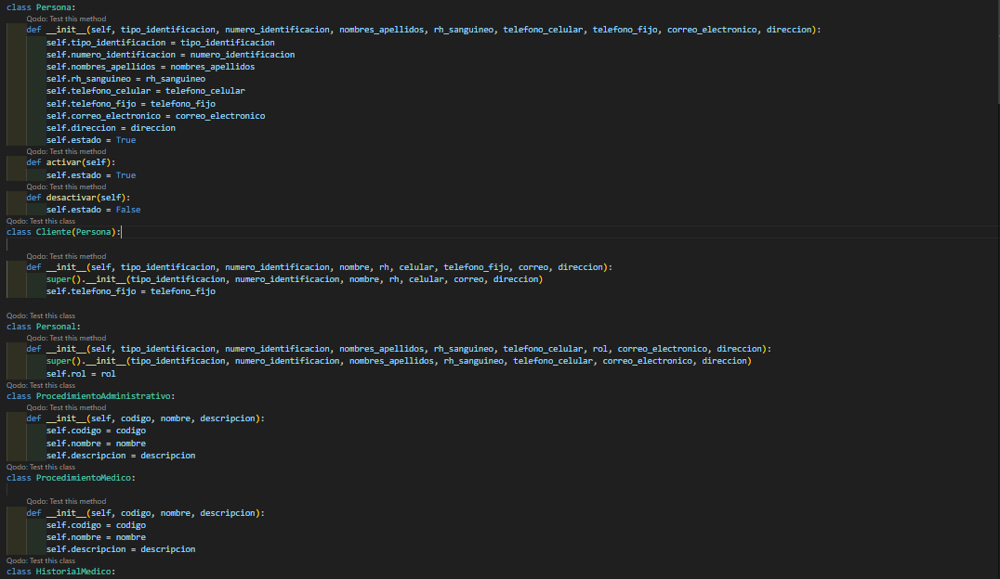 class Persona:
Qodo: Test this method
def __init__(self, tipo_identificacion, numero_identificacion, nombres_apellidos, rh_sanguineo, telefono_celular, telefono_fijo, correo_electronico, direccion):
self.tipo_identificacion = tipo_identificacion
self.numero_identificacion = numero_identificacion
self.nombres_apellidos = nombres_apellidos
self.rh_sanguineo = rh_sanguineo
self.telefono_celular = telefono_celular
self.telefono_fijo = telefono_fijo
self.correo_electronico = correo_electronico
self.direccion = direccion
self.estado = True
Qodo: Test this method
def activar(self):
self.estado = True
Qodo: Test this method
def desactivar(self):
self.estado = False
Qodo: Test this class
class Cliente(Persona):
Qodo: Test this method
def __init__(self, tipo_identificacion, numero_identificacion, nombre, rh, celular, telefono_fijo, correo, direccion):
super().__init__(tipo_identificacion, numero_identificacion, nombre, rh, celular, correo, direccion)
self.telefono_fijo = telefono_fijo
Qodo: Test this class
class Personal:
Qodo: Test this method
def __init__(self, tipo_identificacion, numero_identificacion, nombres_apellidos, rh_sanguineo, telefono_celular, rol, correo_electronico, direccion):
super().__init__(tipo_identificacion, numero_identificacion, nombres_apellidos, rh_sanguineo, telefono_celular, correo_electronico, direccion)
self.rol = rol
Qodo: Test this class
class ProcedimientoAdministrativo:
Qodo: Test this method
def __init__(self, codigo, nombre, descripcion):
self.codigo = codigo
self.nombre = nombre
self.descripcion = descripcion
Qodo: Test this class
class ProcedimientoMedico:
Qodo: Test this method
def __init__(self, codigo, nombre, descripcion):
self.codigo = codigo
self.nombre = nombre
self.descripcion = descripcion
Qodo: Test this class
class HistorialMedico: